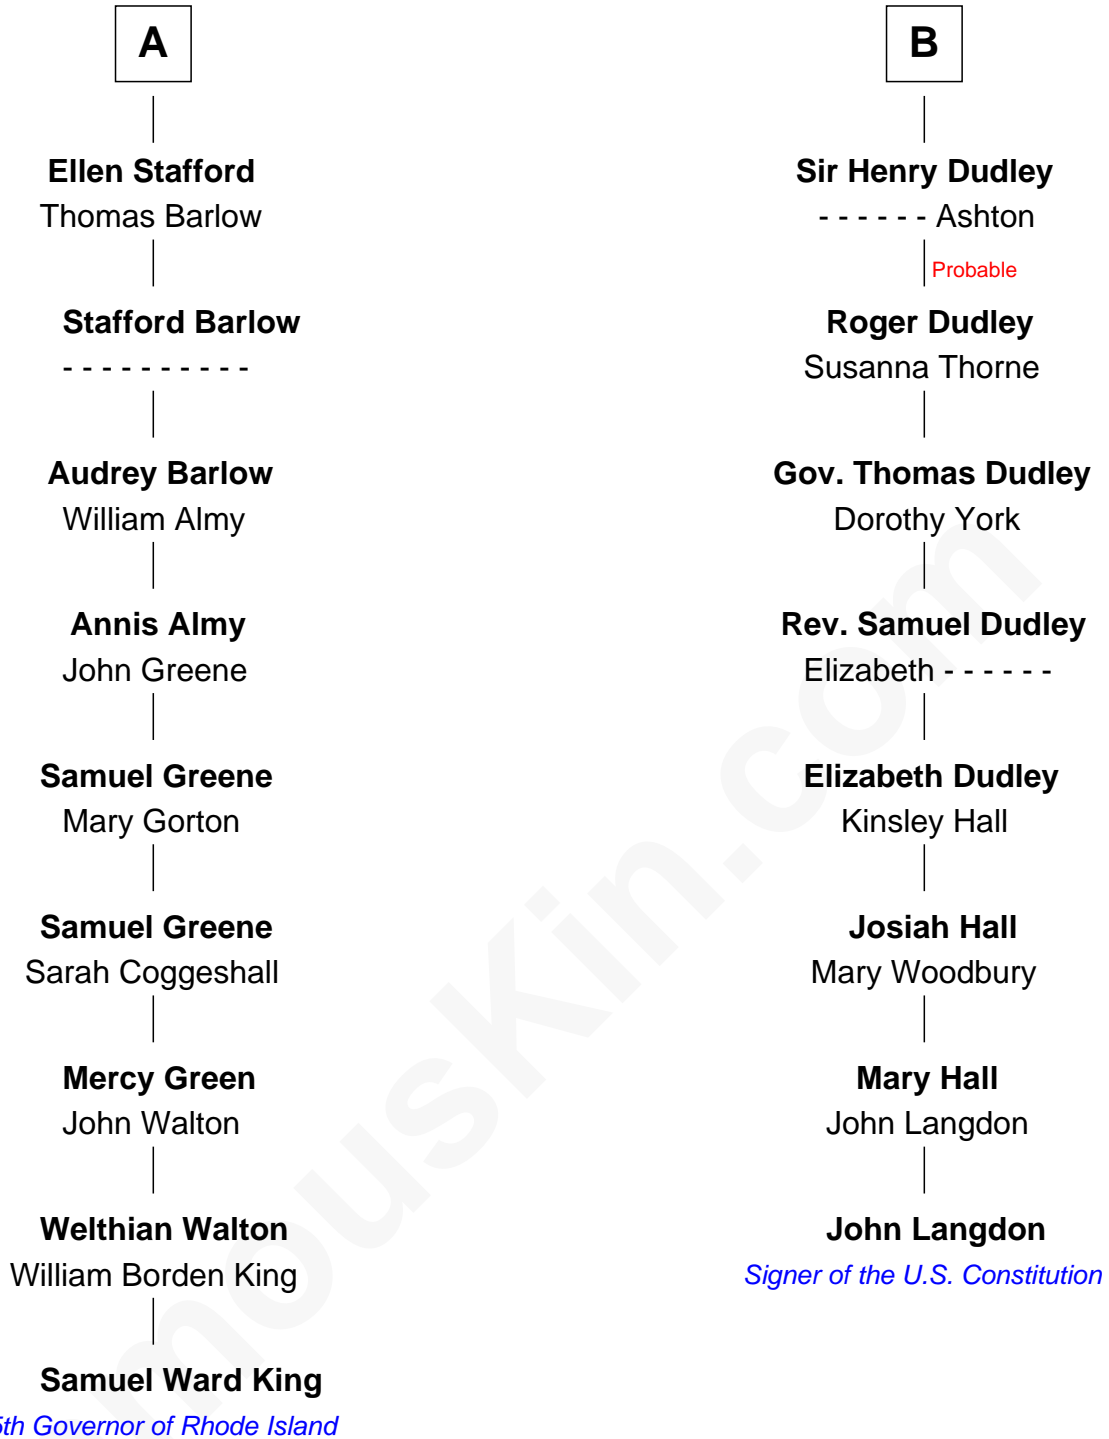 A
Ellen Stafford
Thomas Barlow
Stafford Barlow
- - - - - - - - - -
Audrey Barlow
William Almy
Annis Almy
John Greene
Samuel Greene
Mary Gorton
Samuel Greene
Sarah Coggeshall
Mercy Green
John Walton
Welthian Walton
William Borden King
Samuel Ward King
5th Governor of Rhode Island
B
Sir Henry Dudley
- - - - - - Ashton
Probable
Roger Dudley
Susanna Thorne
Gov. Thomas Dudley
Dorothy York
Rev. Samuel Dudley
Elizabeth - - - - - -
Elizabeth Dudley
Kinsley Hall
Josiah Hall
Mary Woodbury
Mary Hall
John Langdon
John Langdon
Signer of the U.S. Constitution
mousKin.com